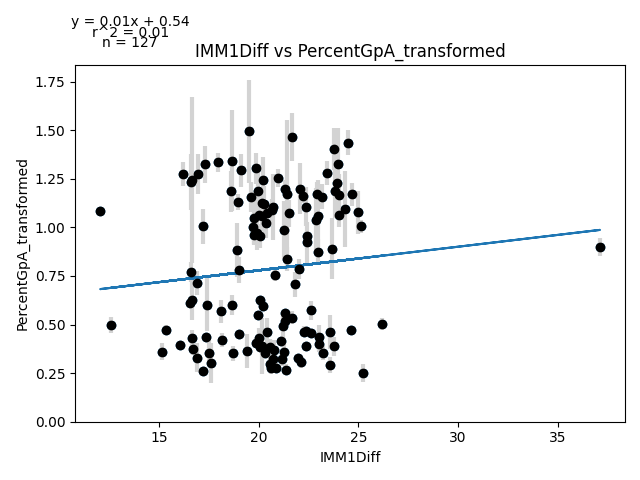 y = 0.01x + 0.54
r^2 = 0.01
n = 127
IMM1Diff vs PercentGpA_transformed
1.75
1.50
1.25
1.00
0.75
0.50
0.25
0.00
PercentGpA_transformed
15 20 25 30 35
IMM1Diff